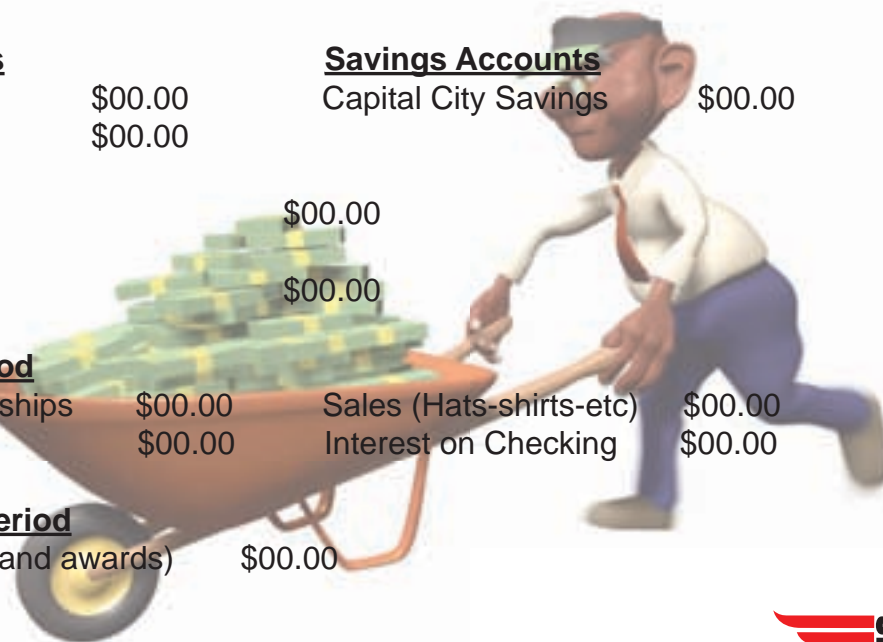 s Savings Accounts
$00.00 Capital City Savings $00.00
$00.00
$00.00
$00.00
od
ships $00.00 Sales (Hats-shirts-etc) $00.00
$00.00 Interest on Checking $00.00
eriod
and awards) $00.00
S